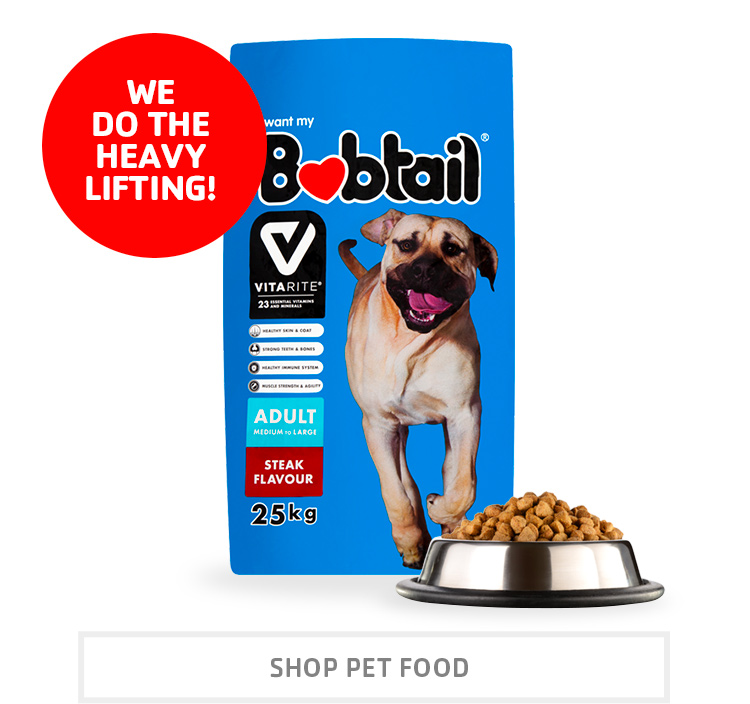 WE
DO THE
HEAVY
LIFTING!
want my
Bobtail®
VITARITE®
23 ESSENTIAL VITAMINS
AND MINERALS
HEALTHY SKIN & COAT
STRONG TEETH & BONES
HEALTHY IMMUNE SYSTEM
MUSCLE STRENGTH & AGILITY
ADULT
MEDIUM TO LARGE
STEAK
FLAVOUR
25kg
SHOP PET FOOD